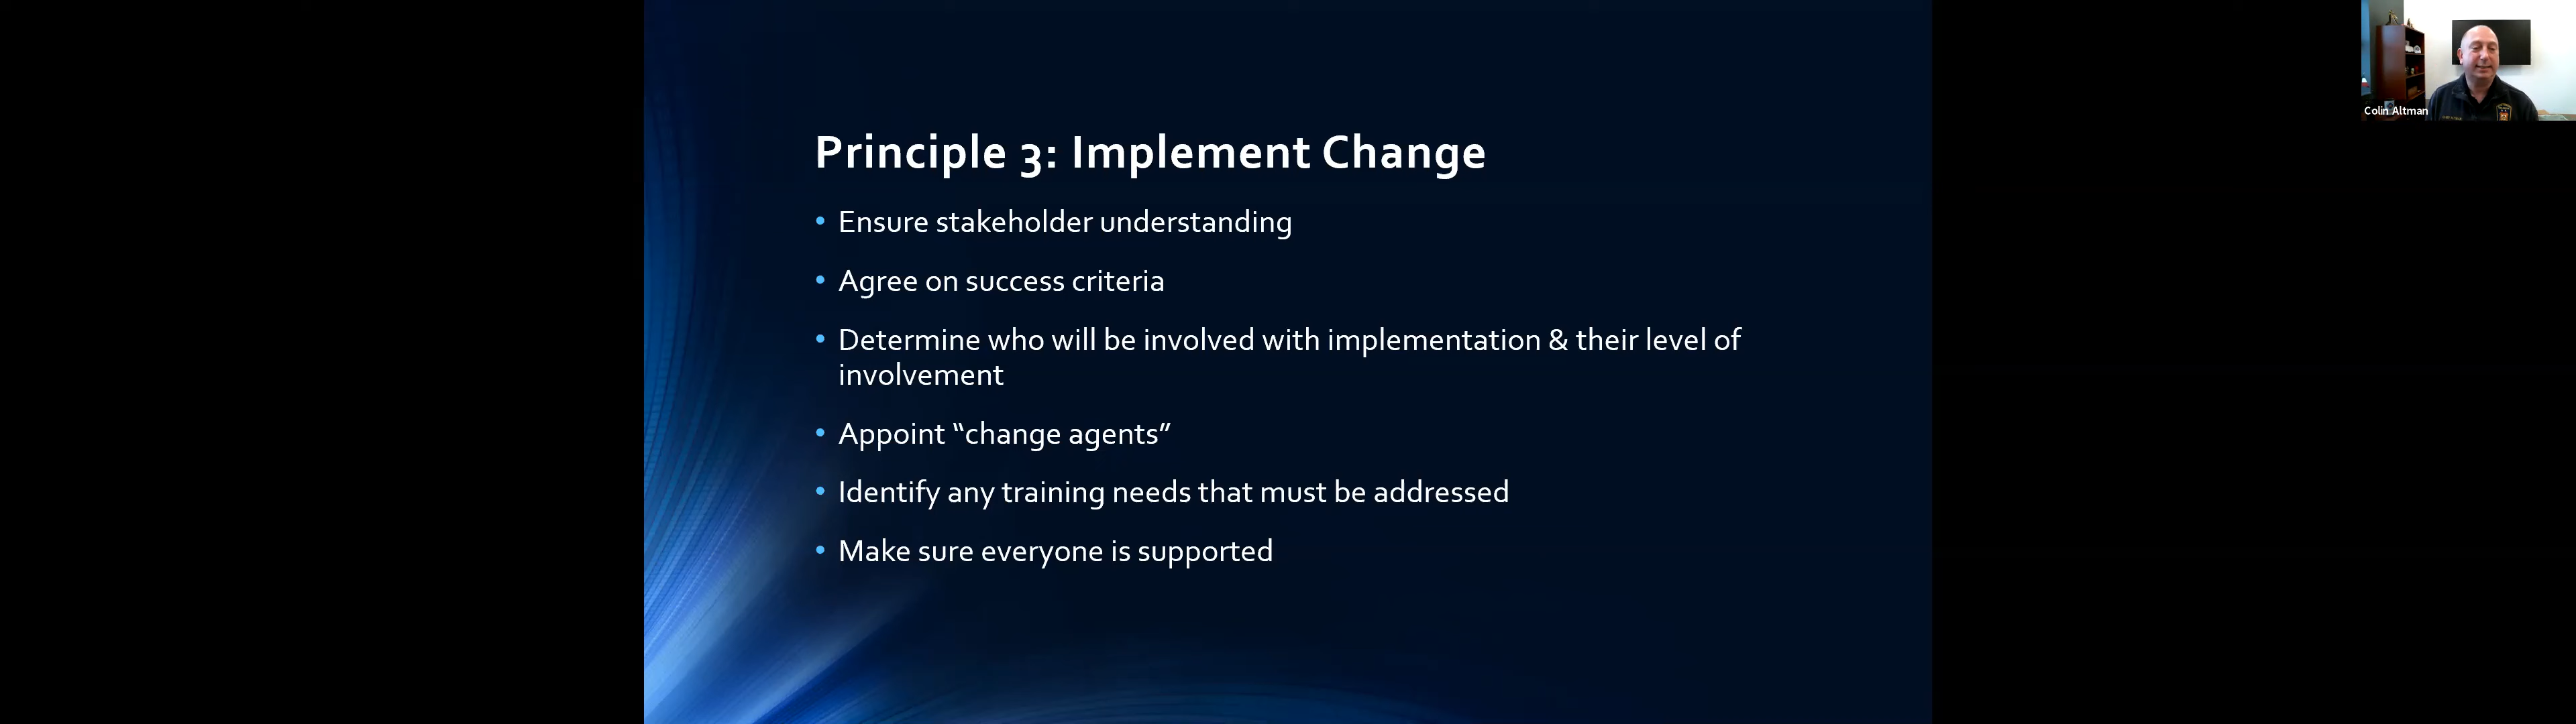 Principle 3: Implement Change
• Ensure stakeholder understanding
• Agree on success criteria
• Determine who will be involved with implementation & their level of
involvement
• Appoint “change agents”
• Identify any training needs that must be addressed
• Make sure everyone is supported
Colin Altman